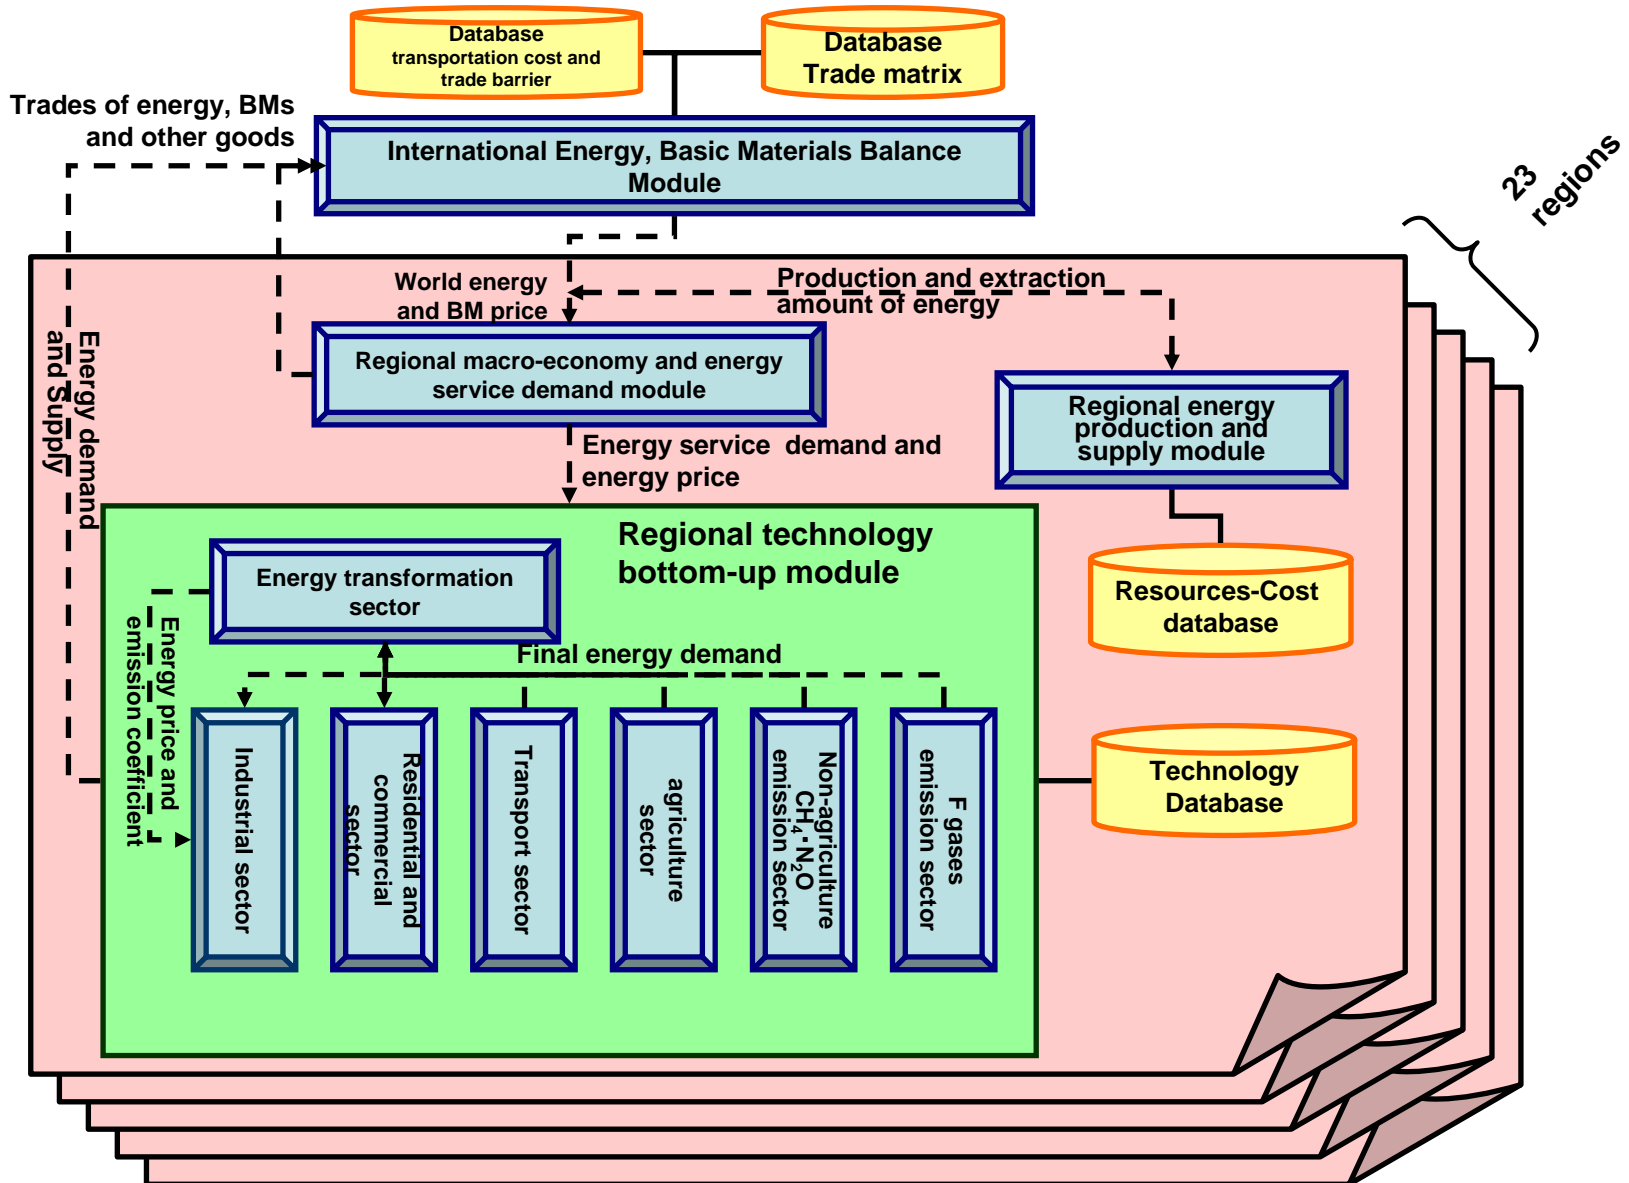 Database
transportation cost and
trade barrier
Database
Trade matrix
Trades of energy, BMs
and other goods
International Energy, Basic Materials Balance
Module
23
regions
World energy
and BM price
Production and extraction
amount of energy
Energy demand
and Supply
Regional macro-economy and energy
service demand module
Regional energy
production and
supply module
Energy service demand and
energy price
Regional technology
bottom-up module
Energy transformation
sector
Resources-Cost
database
Energy price and
emission coefficient
Final energy demand
Industrial sector
Residential and
commercial
sector
Transport sector
agriculture
sector
Non-agriculture
CH₄・N₂O
emission sector
F gases
emission sector
Technology
Database